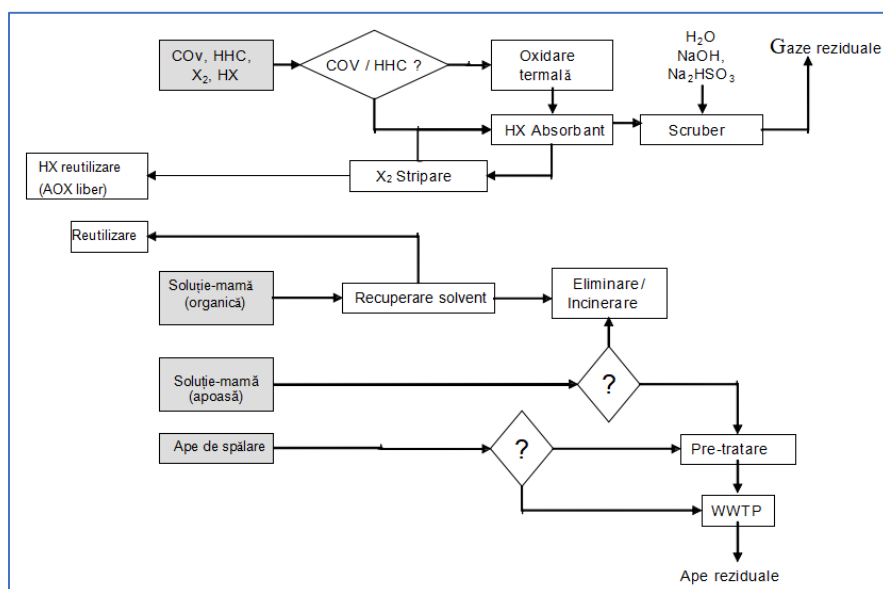 COv, HHC,
X₂, HX
COV / HHC ?
Oxidare
termală
H₂O
NaOH,
Na₂HSO₃
Gaze reziduale
HX Absorbant
Scruber
HX reutilizare
(AOX liber)
X₂ Stripare
Reutilizare
Soluție-mamă
(organică)
Recuperare solvent
Eliminare/
Incinerare
Soluție-mamă
(apoasă)
?
Ape de spălare
?
Pre-tratare
WWTP
Ape reziduale